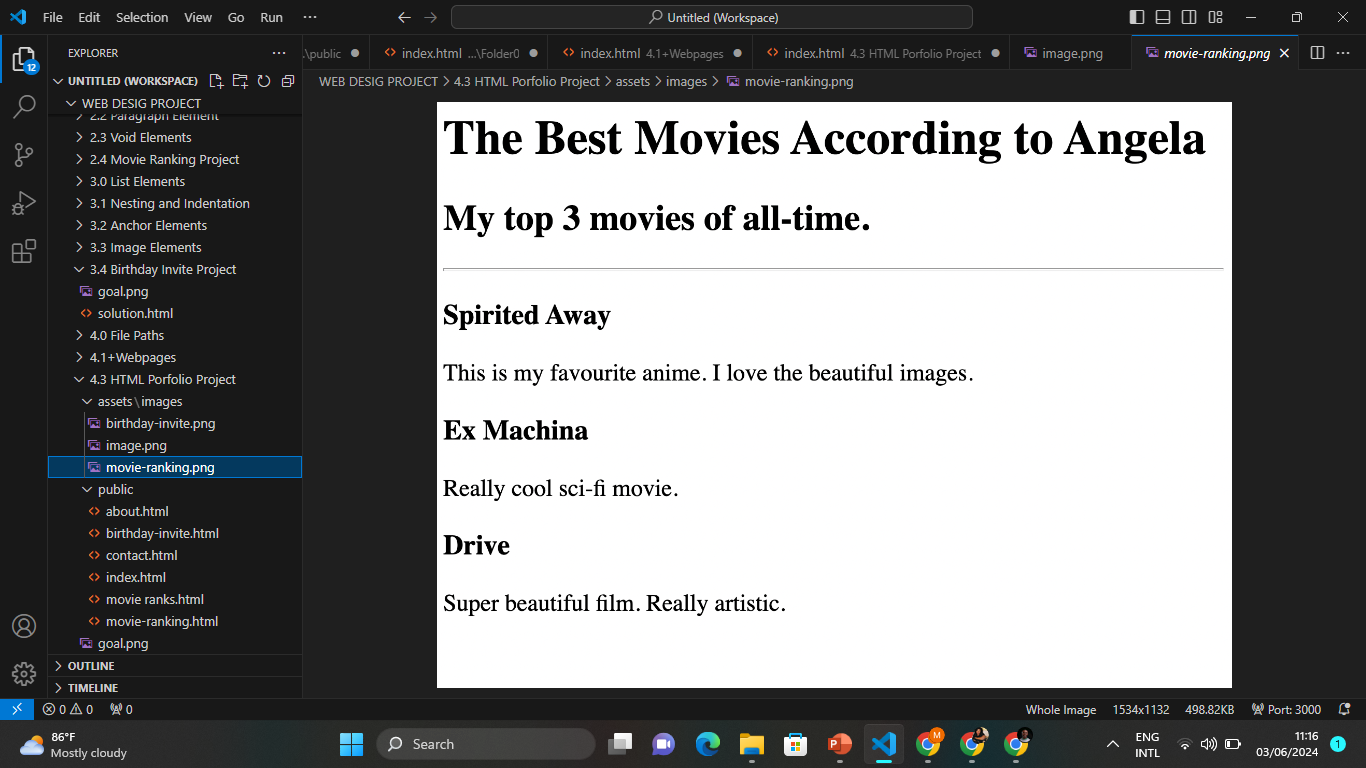 File Edit Selection View Go Run ···
Untitled (Workspace)
EXPLORER
12
UNTITLED (WORKSPACE)
WEB DESIG PROJECT
2.2 Paragraph Element
2.3 Void Elements
2.4 Movie Ranking Project
3.0 List Elements
3.1 Nesting and Indentation
3.2 Anchor Elements
3.3 Image Elements
3.4 Birthday Invite Project
goal.png
solution.html
4.0 File Paths
4.1+Webpages
4.3 HTML Porfolio Project
assets\images
birthday-invite.png
image.png
movie-ranking.png
public
about.html
birthday-invite.html
contact.html
index.html
movie ranks.html
movie-ranking.html
goal.png
OUTLINE
TIMELINE
.\public index.html ...\Folder0 index.html 4.1+Webpages index.html 4.3 HTML Porfolio Project image.png movie-ranking.png
WEB DESIG PROJECT > 4.3 HTML Porfolio Project > assets > images > movie-ranking.png
The Best Movies According to Angela
My top 3 movies of all-time.
Spirited Away
This is my favourite anime. I love the beautiful images.
Ex Machina
Really cool sci-fi movie.
Drive
Super beautiful film. Really artistic.
0 0 0 Whole Image 1534x1132 498.82KB Port: 3000
86°F
Mostly cloudy
Search
M
ENG
INTL
11:16
03/06/2024
1